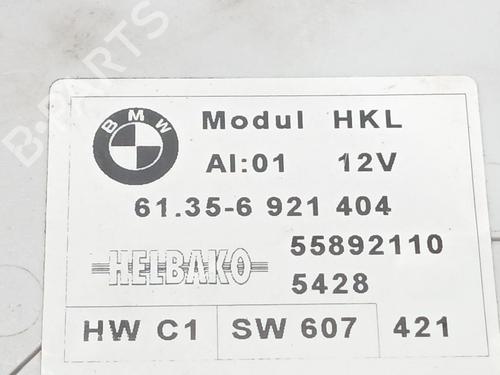 B-PARTS
BMW
Modul HKL
AI:01 12V
61.35-6 921 404
55892110
HELBAKO
5428
HW C1 SW 607 421